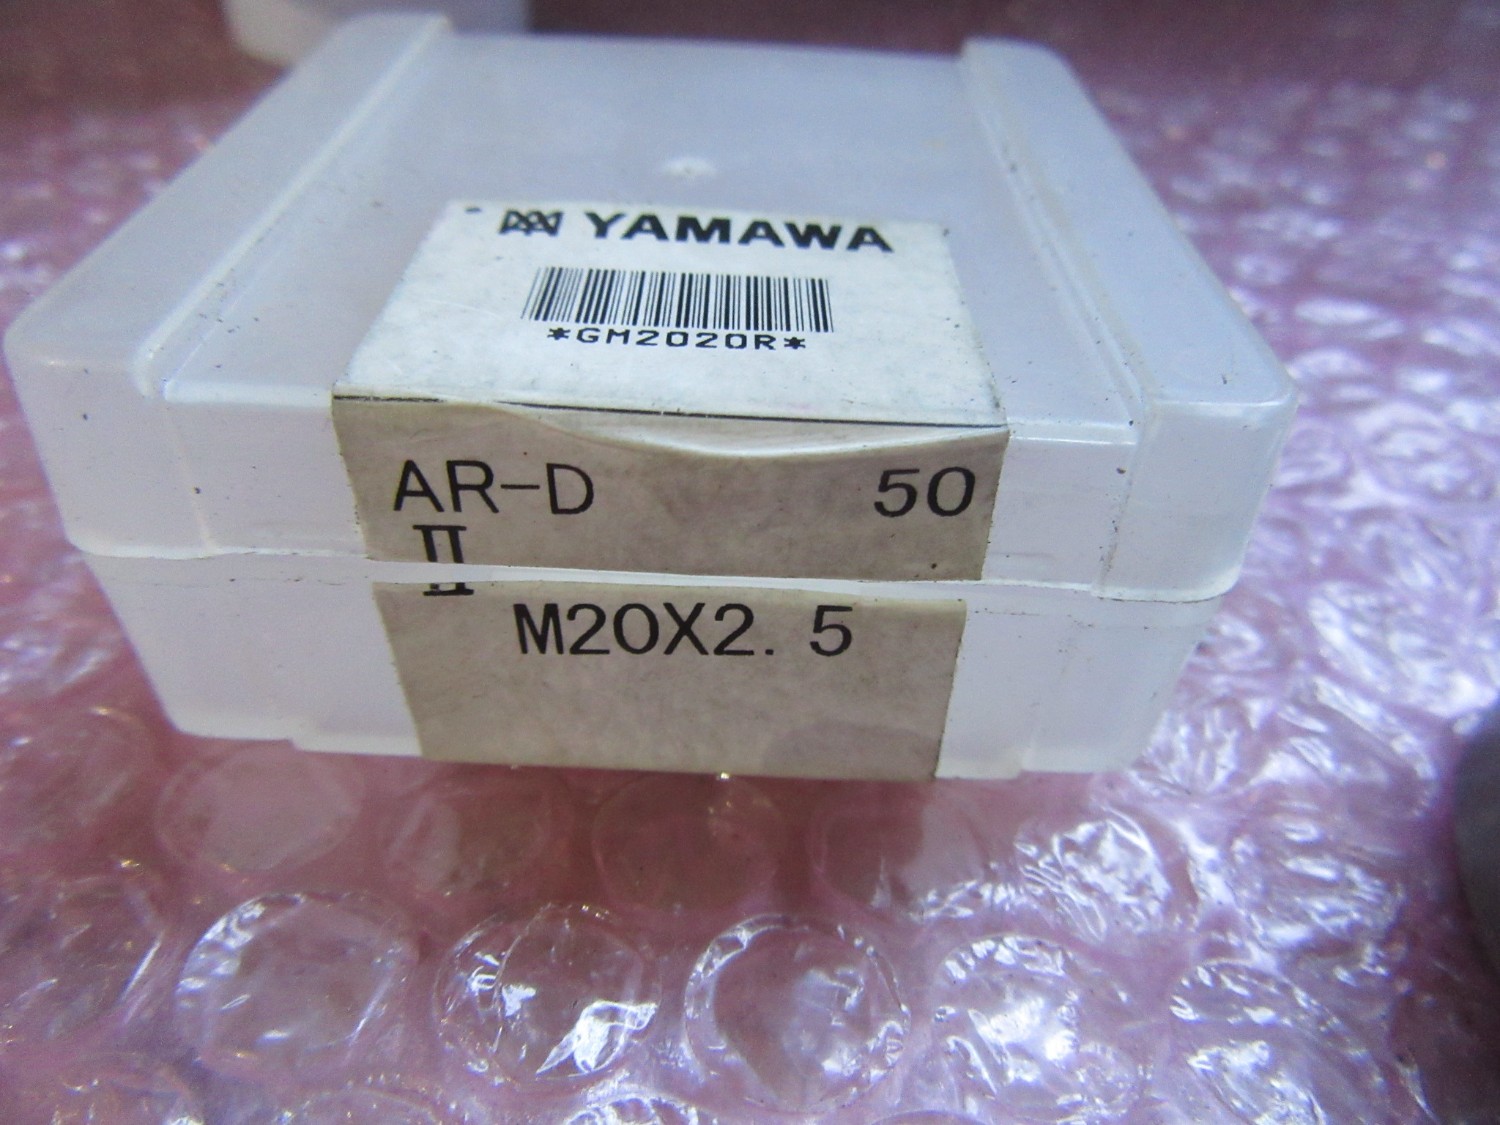 YAMAWA
*GM2020R*
AR-D 50
II
M20X2. 5